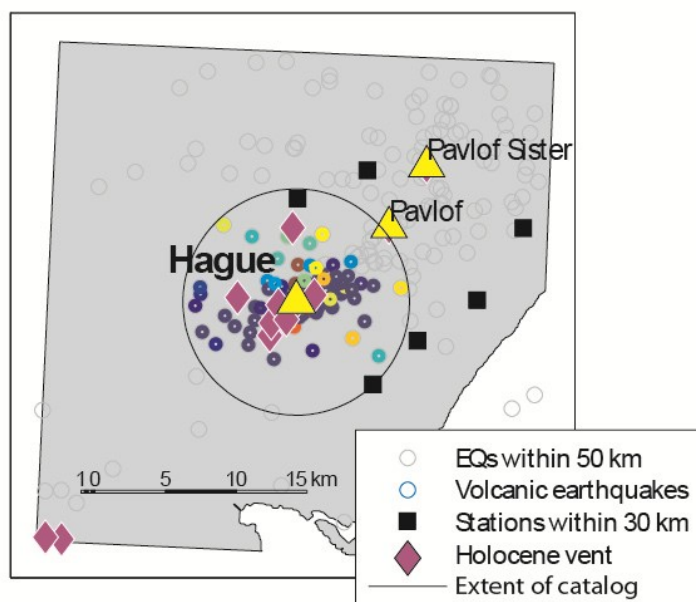 Pavlof Sister
Pavlof
Hague
10 5 10 15 km
EQs within 50 km
Volcanic earthquakes
Stations within 30 km
Holocene vent
Extent of catalog